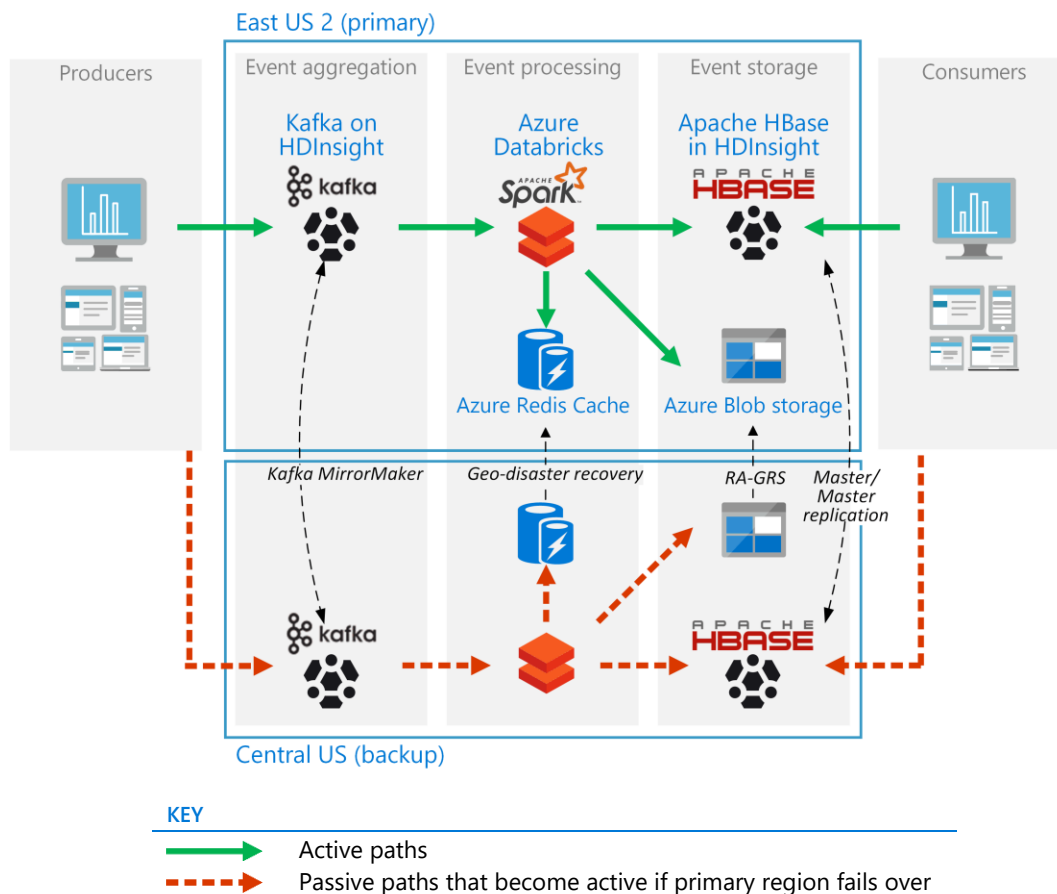 East US 2 (primary)
Producers
Event aggregation
Event processing
Event storage
Consumers
Kafka on
HDInsight
Azure
Databricks
Apache HBase
in HDInsight
kafka
APACHE
Spark
APACHE
HBASE
Azure Redis Cache
Azure Blob storage
Kafka MirrorMaker
Geo-disaster recovery
RA-GRS
Master/
Master
replication
kafka
APACHE
HBASE
Central US (backup)
KEY
Active paths
Passive paths that become active if primary region fails over